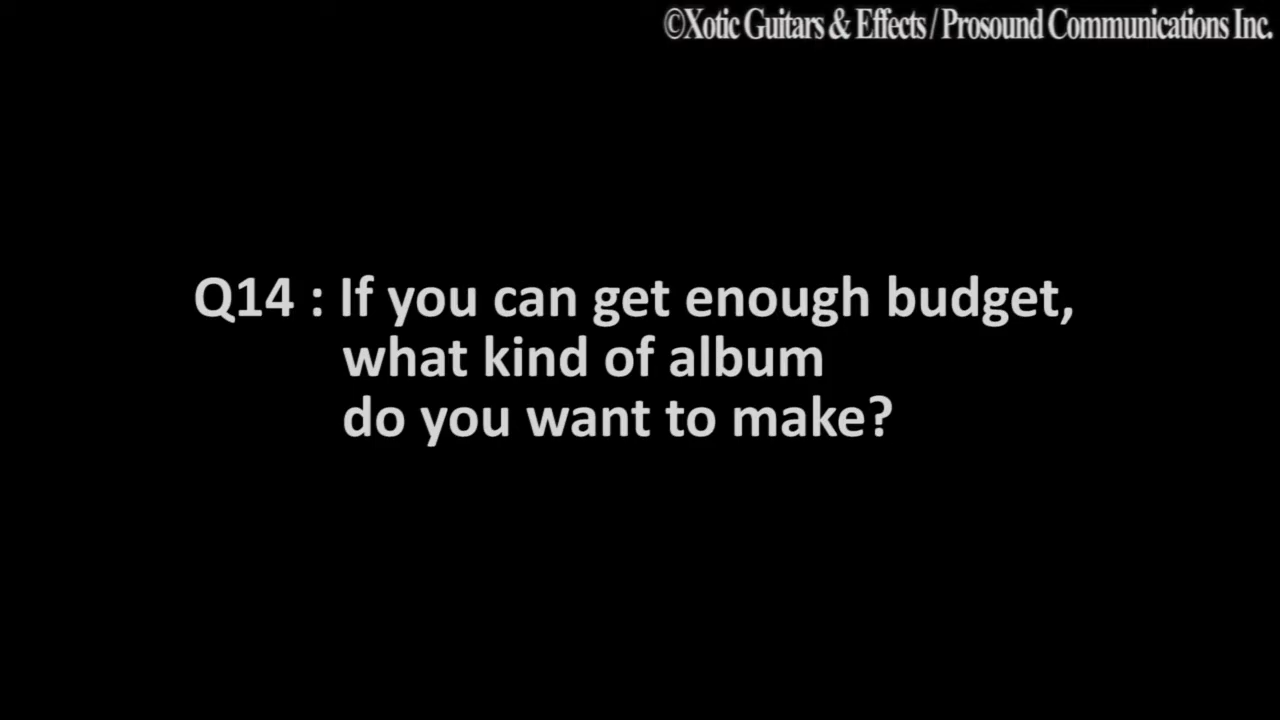 ©Xotic Guitars & Effects / Prosound Communications Inc.
Q14 : If you can get enough budget,
what kind of album
do you want to make?